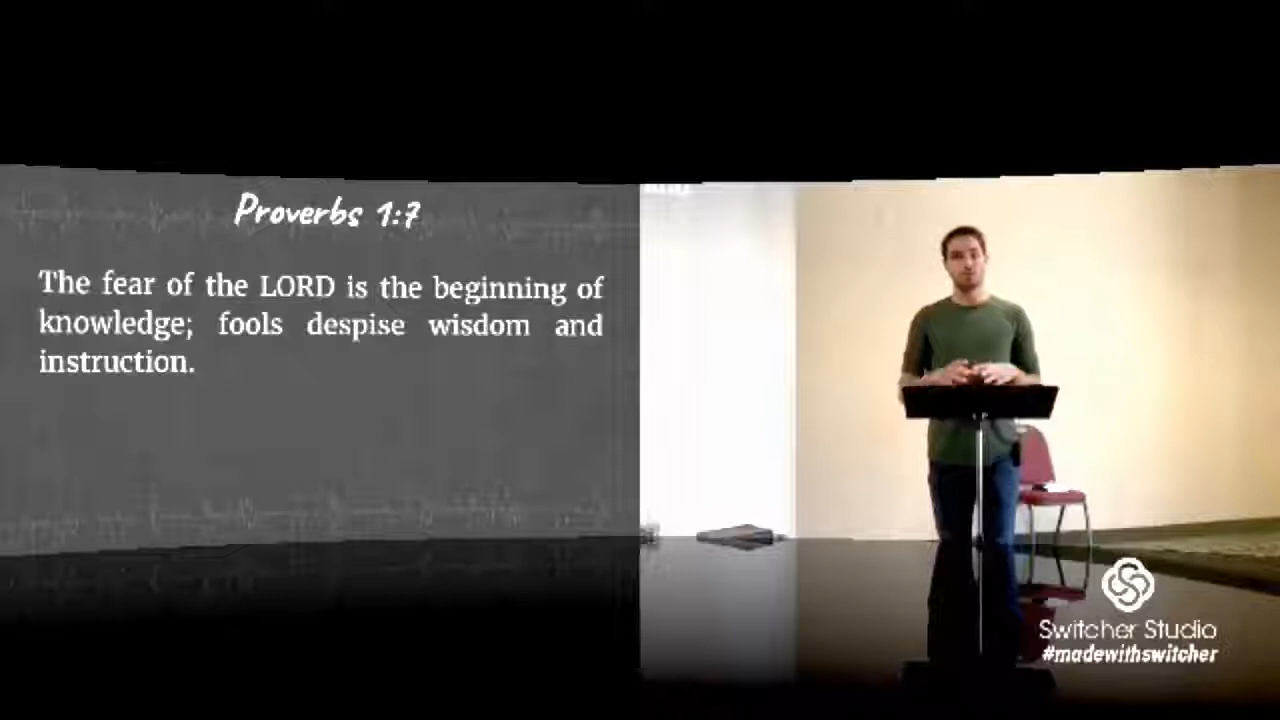 Proverbs 1:7
The fear of the LORD is the beginning of
knowledge; fools despise wisdom and
instruction.
Switcher Studio
#madewithswitcher